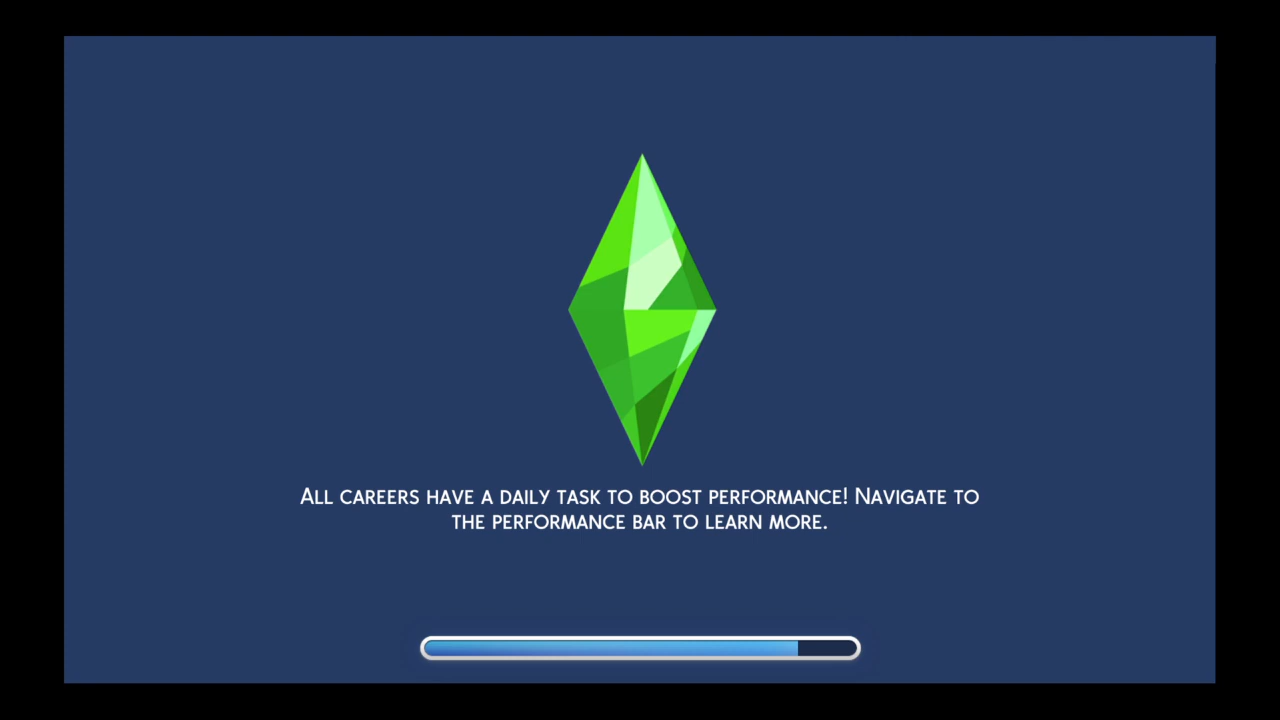 All careers have a daily task to boost performance! Navigate to
the performance bar to learn more.